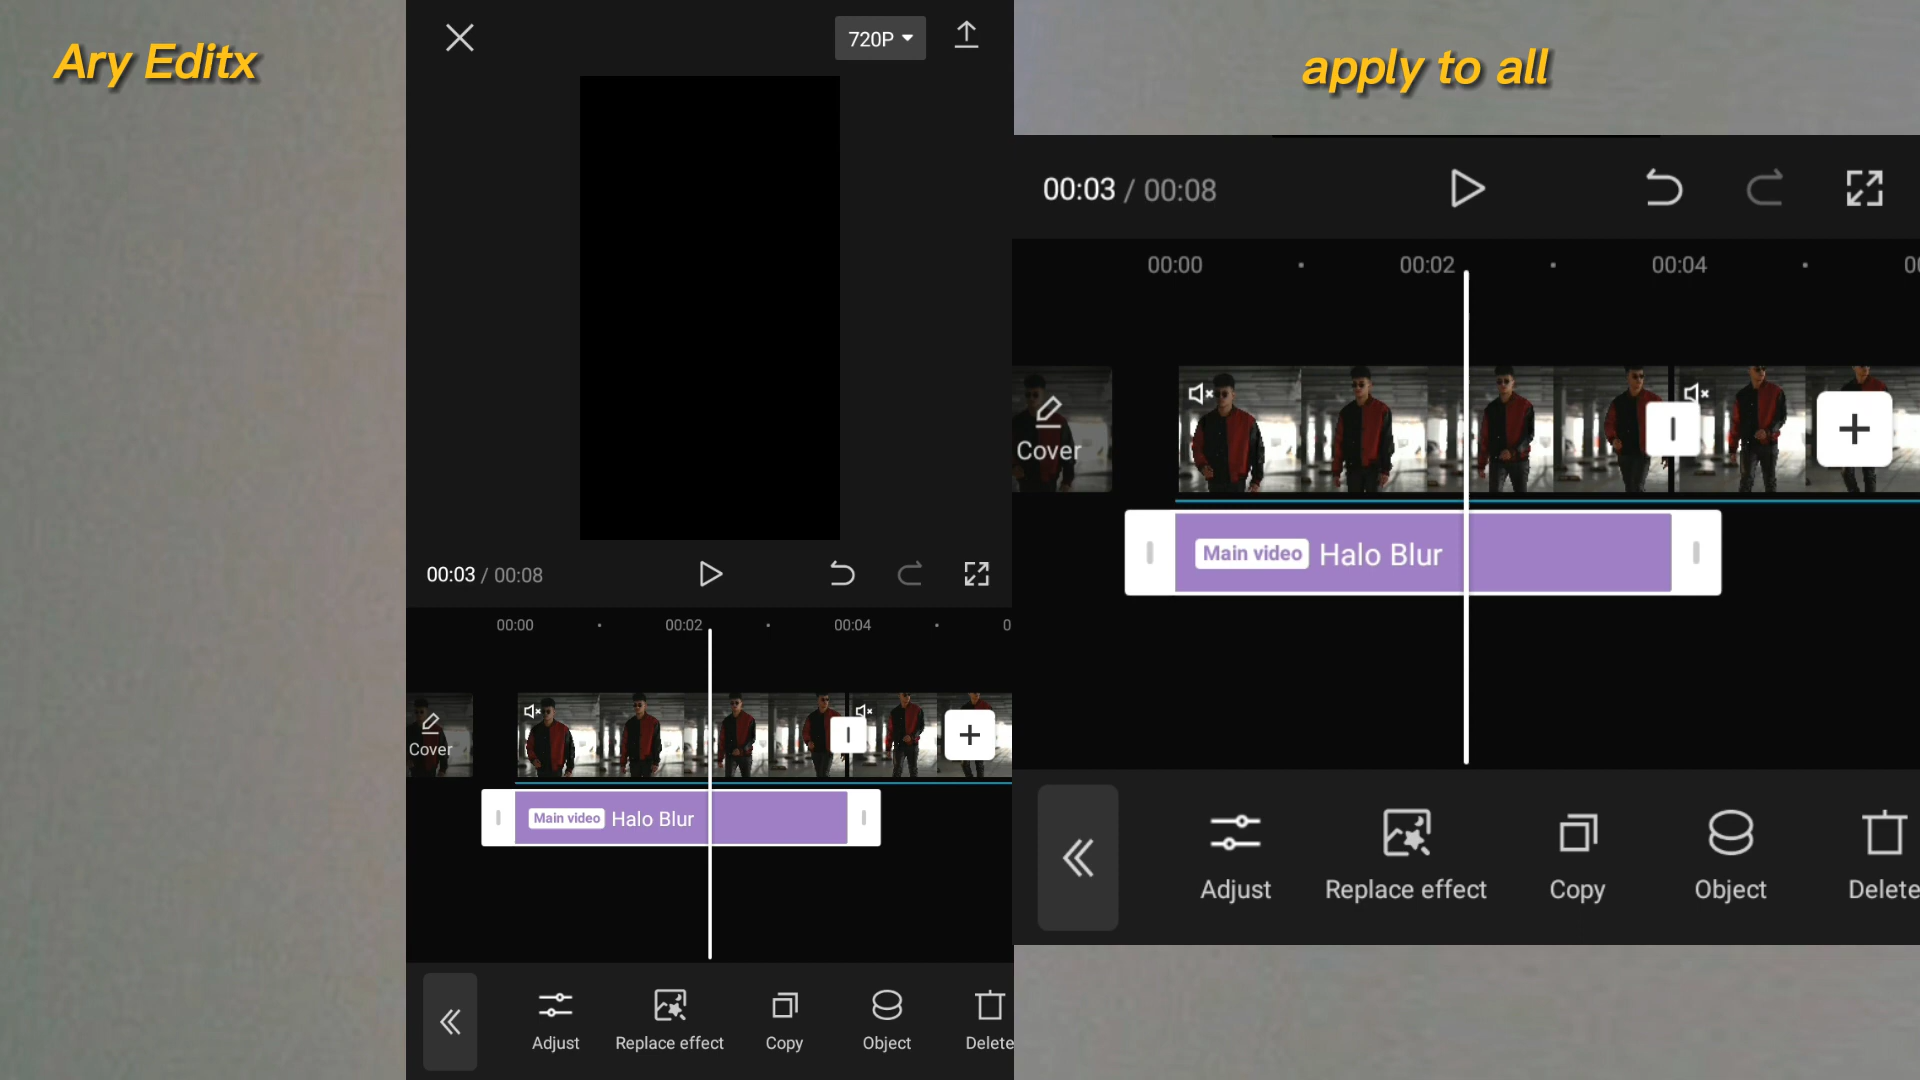 Ary Editx
720P
00:03 / 00:08
00:00
00:02
00:04
Cover
Main video Halo Blur
Adjust
Replace effect
Copy
Object
Delete
apply to all
00:03 / 00:08
00:00
00:02
00:04
Cover
Main video Halo Blur
Adjust
Replace effect
Copy
Object
Delete